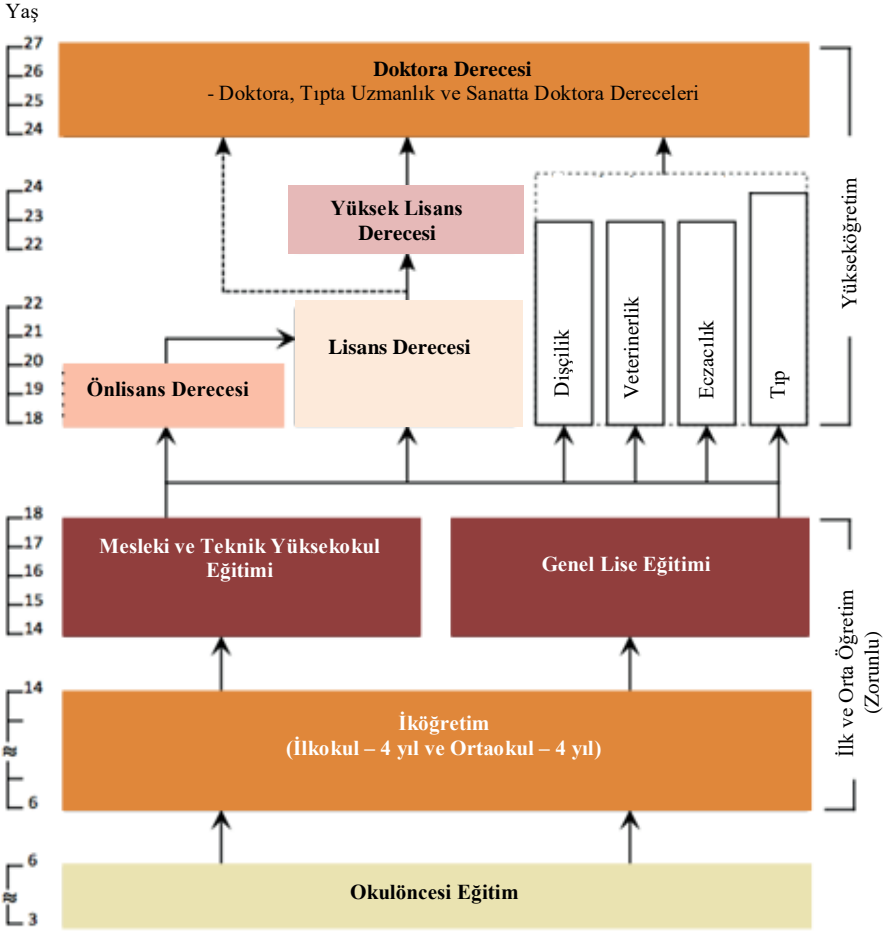 Yaş
27
26
25
24
Doktora Derecesi
- Doktora, Tıpta Uzmanlık ve Sanatta Doktora Dereceleri
24
23
22
Yüksek Lisans
Derecesi
22
21
20
19
18
Önlisans Derecesi
Lisans Derecesi
Dişçilik
Veterinerlik
Eczacılık
Tıp
Yükseköğretim
18
17
16
15
14
Mesleki ve Teknik Yüksekokul
Eğitimi
Genel Lise Eğitimi
İlk ve Orta Öğretim
(Zorunlu)
14
6
İköğretim
(İlkokul – 4 yıl ve Ortaokul – 4 yıl)
6
3
Okulöncesi Eğitim